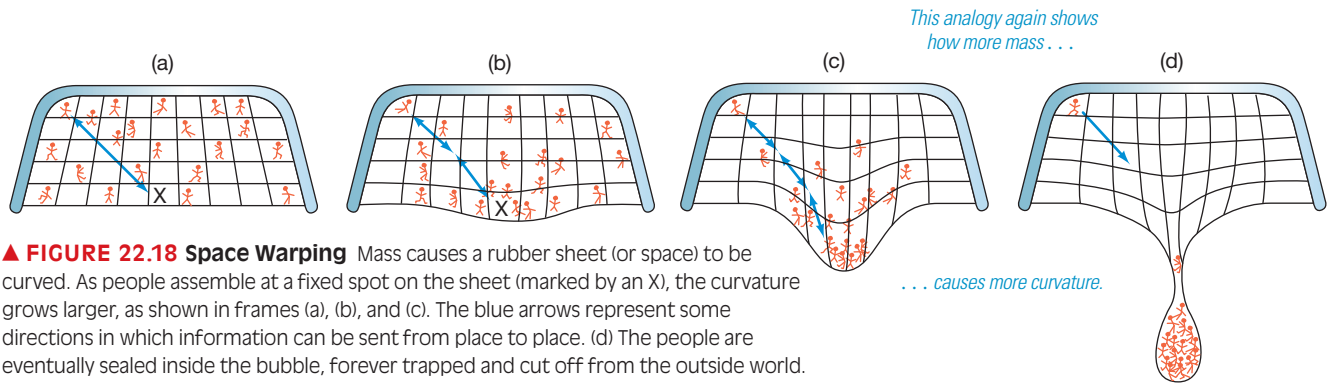 This analogy again shows
how more mass . . .
(a)
(b)
(c)
(d)
X
X
▲ FIGURE 22.18 Space Warping Mass causes a rubber sheet (or space) to be
curved. As people assemble at a fixed spot on the sheet (marked by an X), the curvature
grows larger, as shown in frames (a), (b), and (c). The blue arrows represent some
directions in which information can be sent from place to place. (d) The people are
eventually sealed inside the bubble, forever trapped and cut off from the outside world.
. . . causes more curvature.